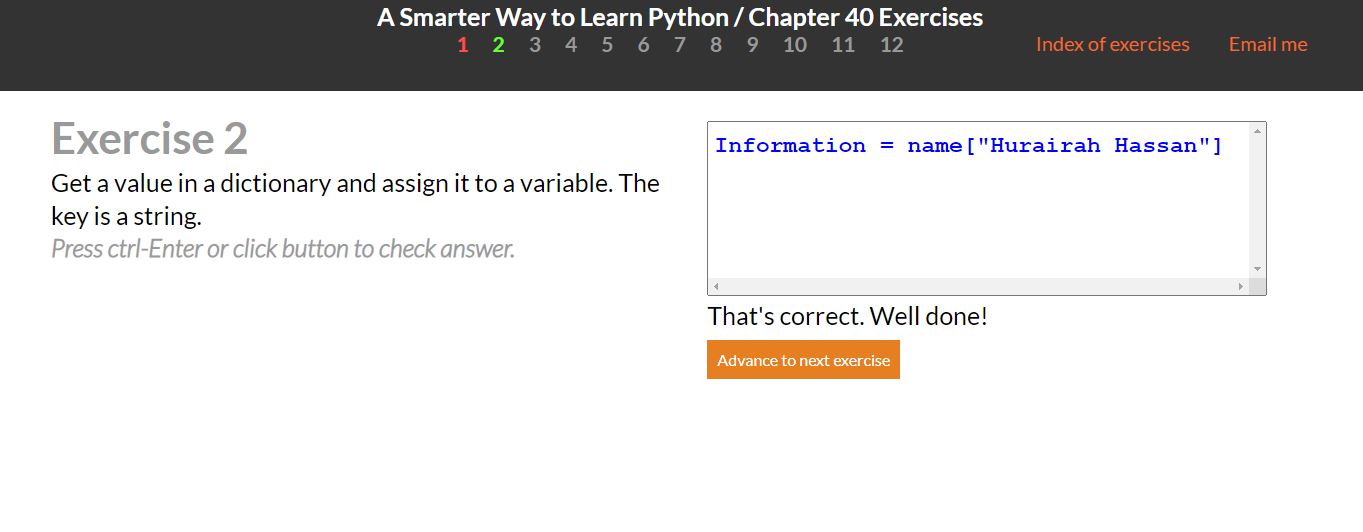 A Smarter Way to Learn Python / Chapter 40 Exercises
1 2 3 4 5 6 7 8 9 10 11 12 Index of exercises Email me
Exercise 2
Get a value in a dictionary and assign it to a variable. The
key is a string.
Press ctrl-Enter or click button to check answer.
Information = name["Hurairah Hassan"]
That's correct. Well done!
Advance to next exercise